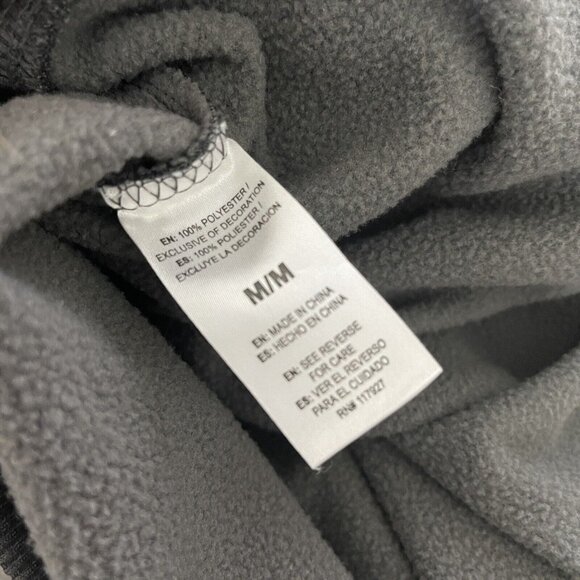 EN: 100% POLYESTER /
EXCLUSIVE OF DECORATION
ES: 100% POLIESTER /
EXCLUYE LA DECORACIÓN
M/M
EN: MADE IN CHINA
ES: HECHO EN CHINA
EN: SEE REVERSE
FOR CARE
ES: VER EL REVERSO
PARA EL CUIDADO
RN# 117927